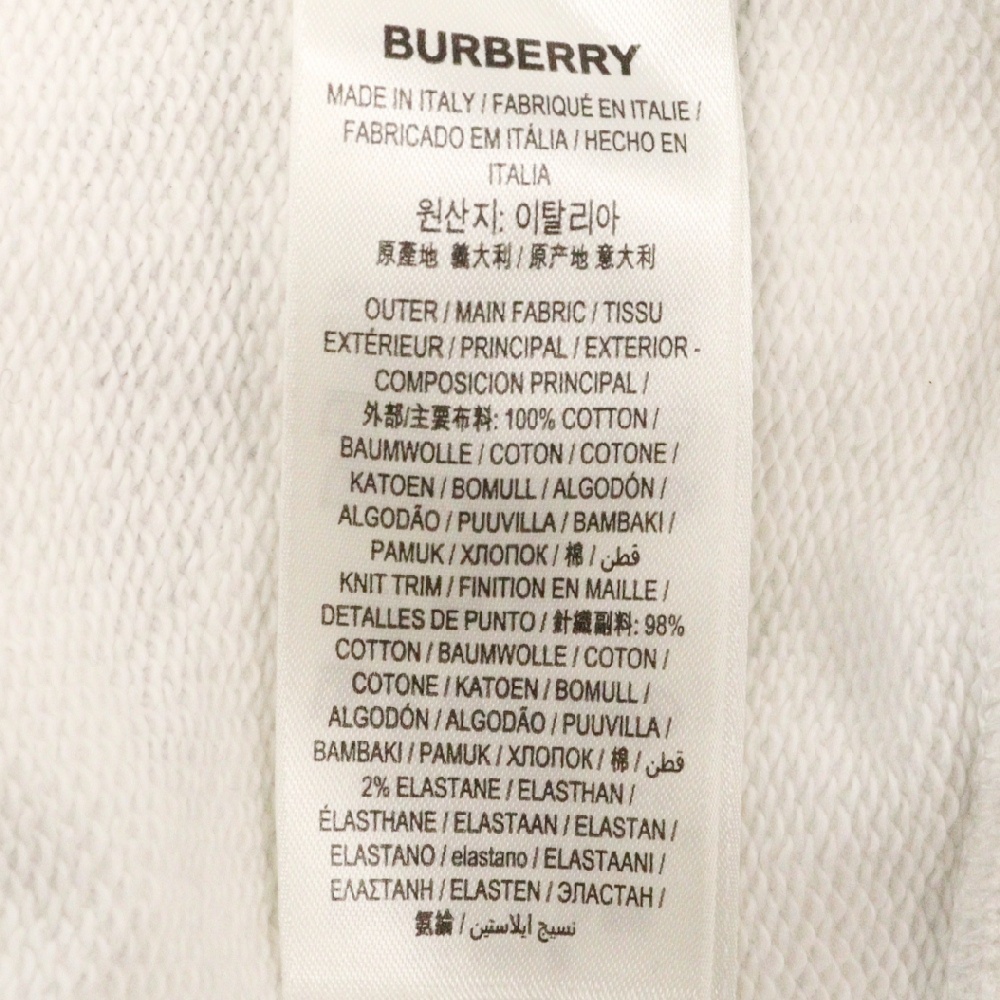 BURBERRY
MADE IN ITALY / FABRIQUÉ EN ITALIE /
FABRICADO EM ITÁLIA / HECHO EN
ITALIA
원산지: 이탈리아
原產地 義大利 / 原产地 意大利
OUTER / MAIN FABRIC / TISSU
EXTÉRIEUR / PRINCIPAL / EXTERIOR -
COMPOSICION PRINCIPAL /
外部/主要布料: 100% COTTON /
BAUMWOLLE / COTON / COTONE /
KATOEN / BOMULL / ALGODÓN /
ALGODÃO / PUUVILLA / BAMBAKI /
PAMUK / ХЛОПОК / 棉 / قطن
KNIT TRIM / FINITION EN MAILLE /
DETALLES DE PUNTO / 針織副料: 98%
COTTON / BAUMWOLLE / COTON /
COTONE / KATOEN / BOMULL /
ALGODÓN / ALGODÃO / PUUVILLA /
BAMBAKI / PAMUK / ХЛОПОК / 棉 / قطن
2% ELASTANE / ELASTHAN /
ÉLASTHANE / ELASTAAN / ELASTAN /
ELASTANO / elastano / ELASTAANI /
ΕΛΑΣΤΑΝΗ / ELASTEN / ЭЛАСТАН /
氨綸 / نسيج ايلاستين